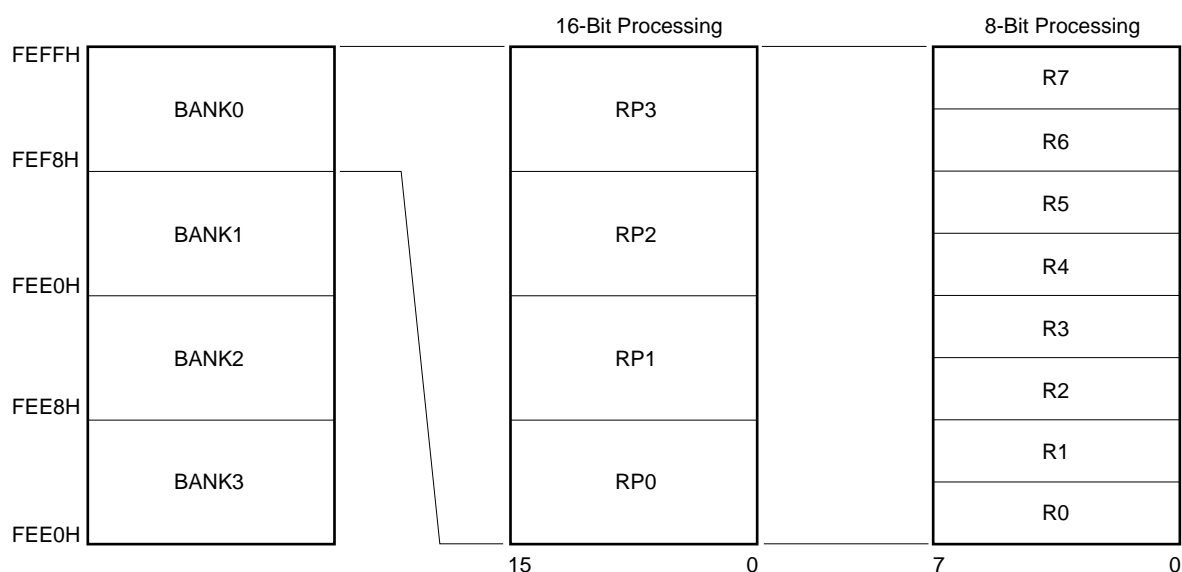 16-Bit Processing
8-Bit Processing
FEFFH
BANK0
RP3
R7
R6
FEF8H
BANK1
RP2
R5
R4
FEE0H
BANK2
RP1
R3
R2
FEE8H
BANK3
RP0
R1
R0
FEE0H
15 0 7 0